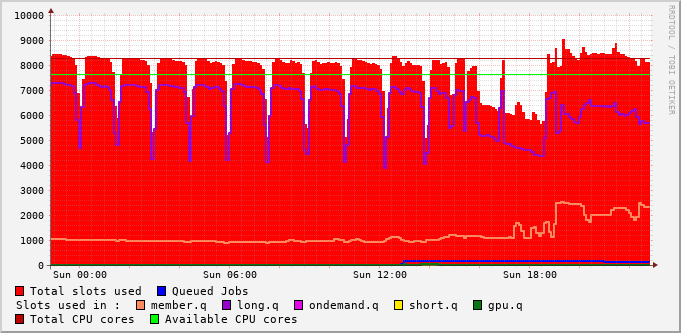 10000
9000
8000
7000
6000
5000
4000
3000
2000
1000
0
Sun 00:00 Sun 06:00 Sun 12:00 Sun 18:00
RRDTOOL / TOBI OETIKER
Total slots used Queued Jobs
Slots used in : member.q long.q ondemand.q short.q gpu.q
Total CPU cores Available CPU cores